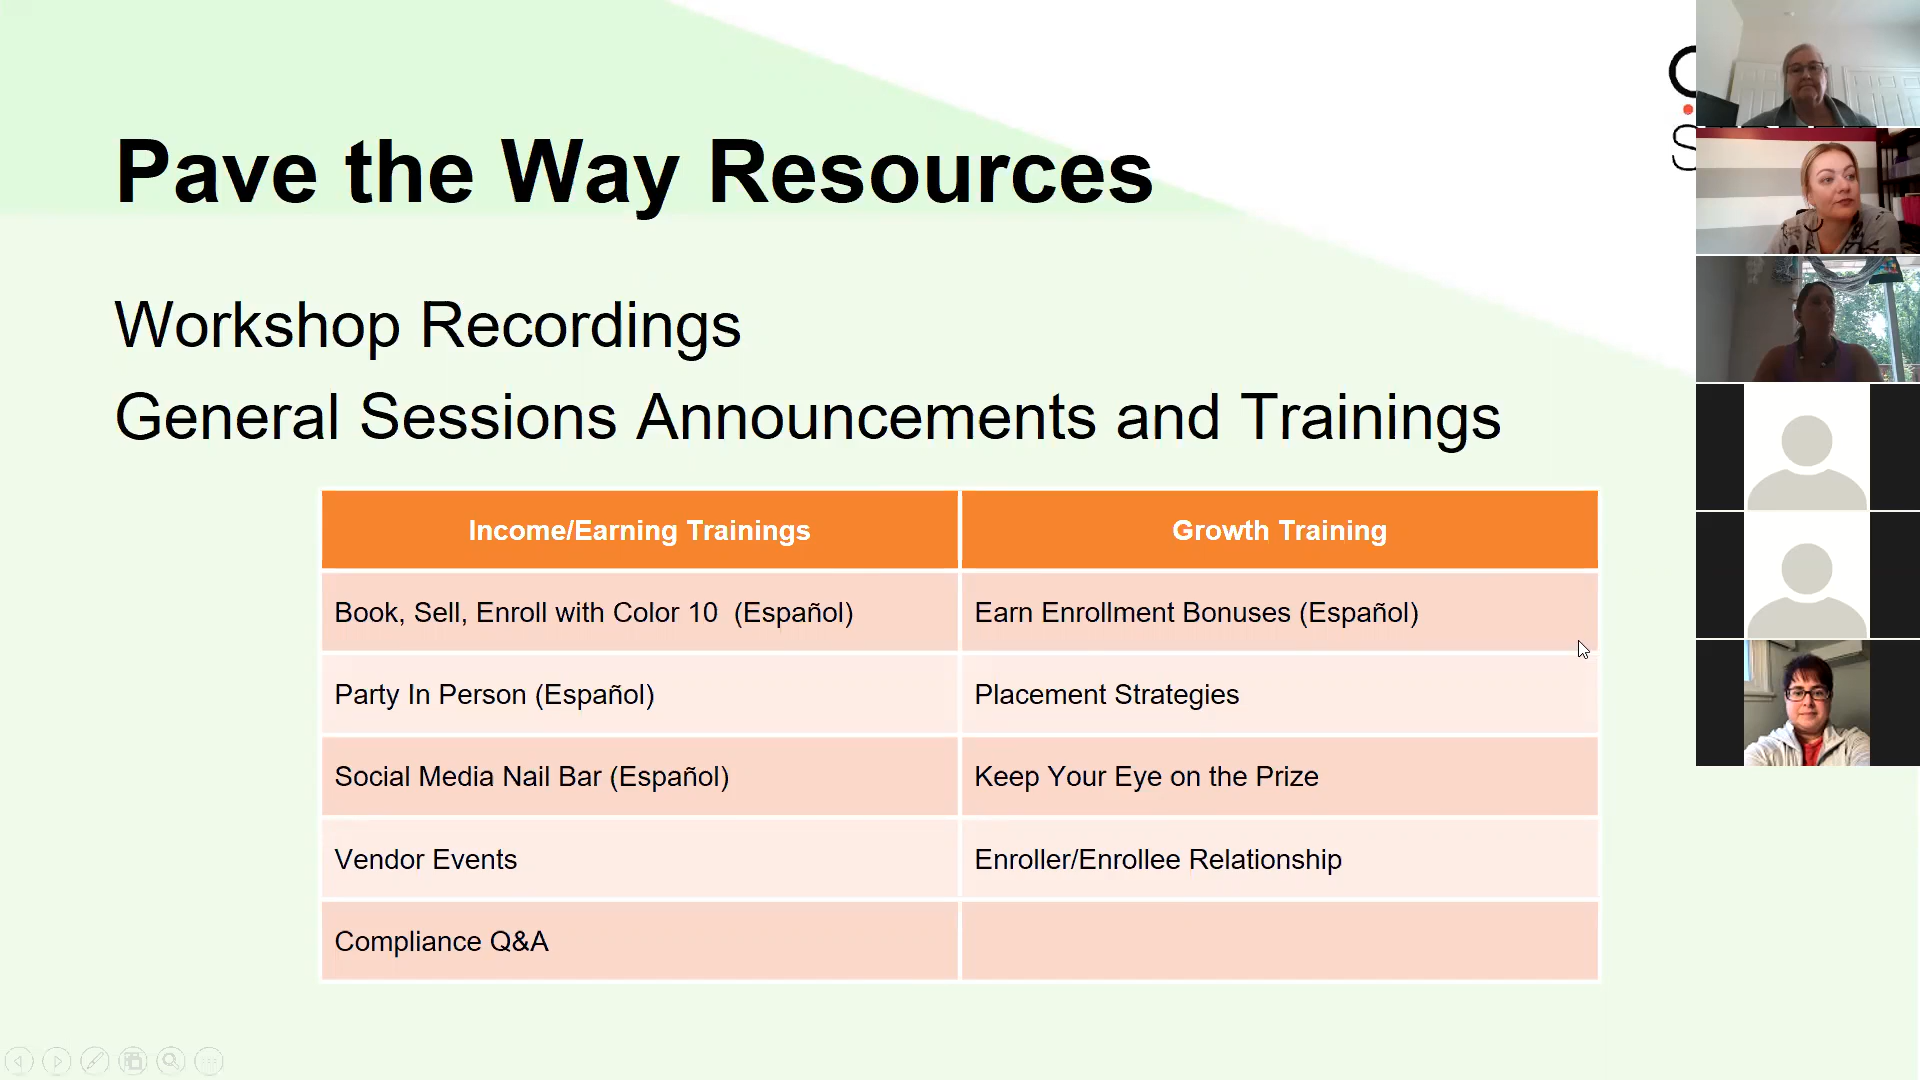 Pave the Way Resources
Workshop Recordings
General Sessions Announcements and Trainings
Income/Earning Trainings
Growth Training
Book, Sell, Enroll with Color 10  (Español)
Earn Enrollment Bonuses (Español)
Party In Person (Español)
Placement Strategies
Social Media Nail Bar (Español)
Keep Your Eye on the Prize
Vendor Events
Enroller/Enrollee Relationship
Compliance Q&A